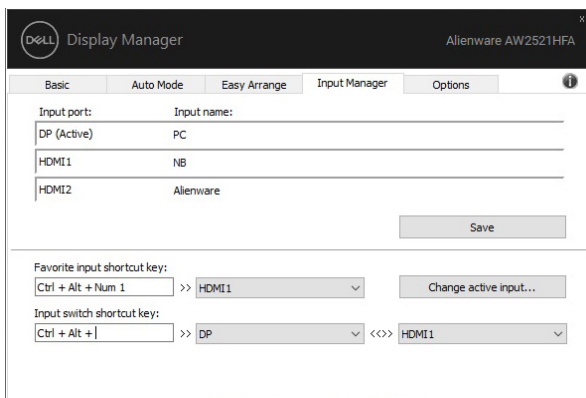 DELL Display Manager Alienware AW2521HFA
x
Basic Auto Mode Easy Arrange Input Manager Options i
Input port: Input name:
DP (Active) PC
HDMI1 NB
HDMI2 Alienware
Save
Favorite input shortcut key:
Ctrl + Alt + Num 1 >> HDMI1 Change active input...
Input switch shortcut key:
Ctrl + Alt + >> DP <<>> HDMI1